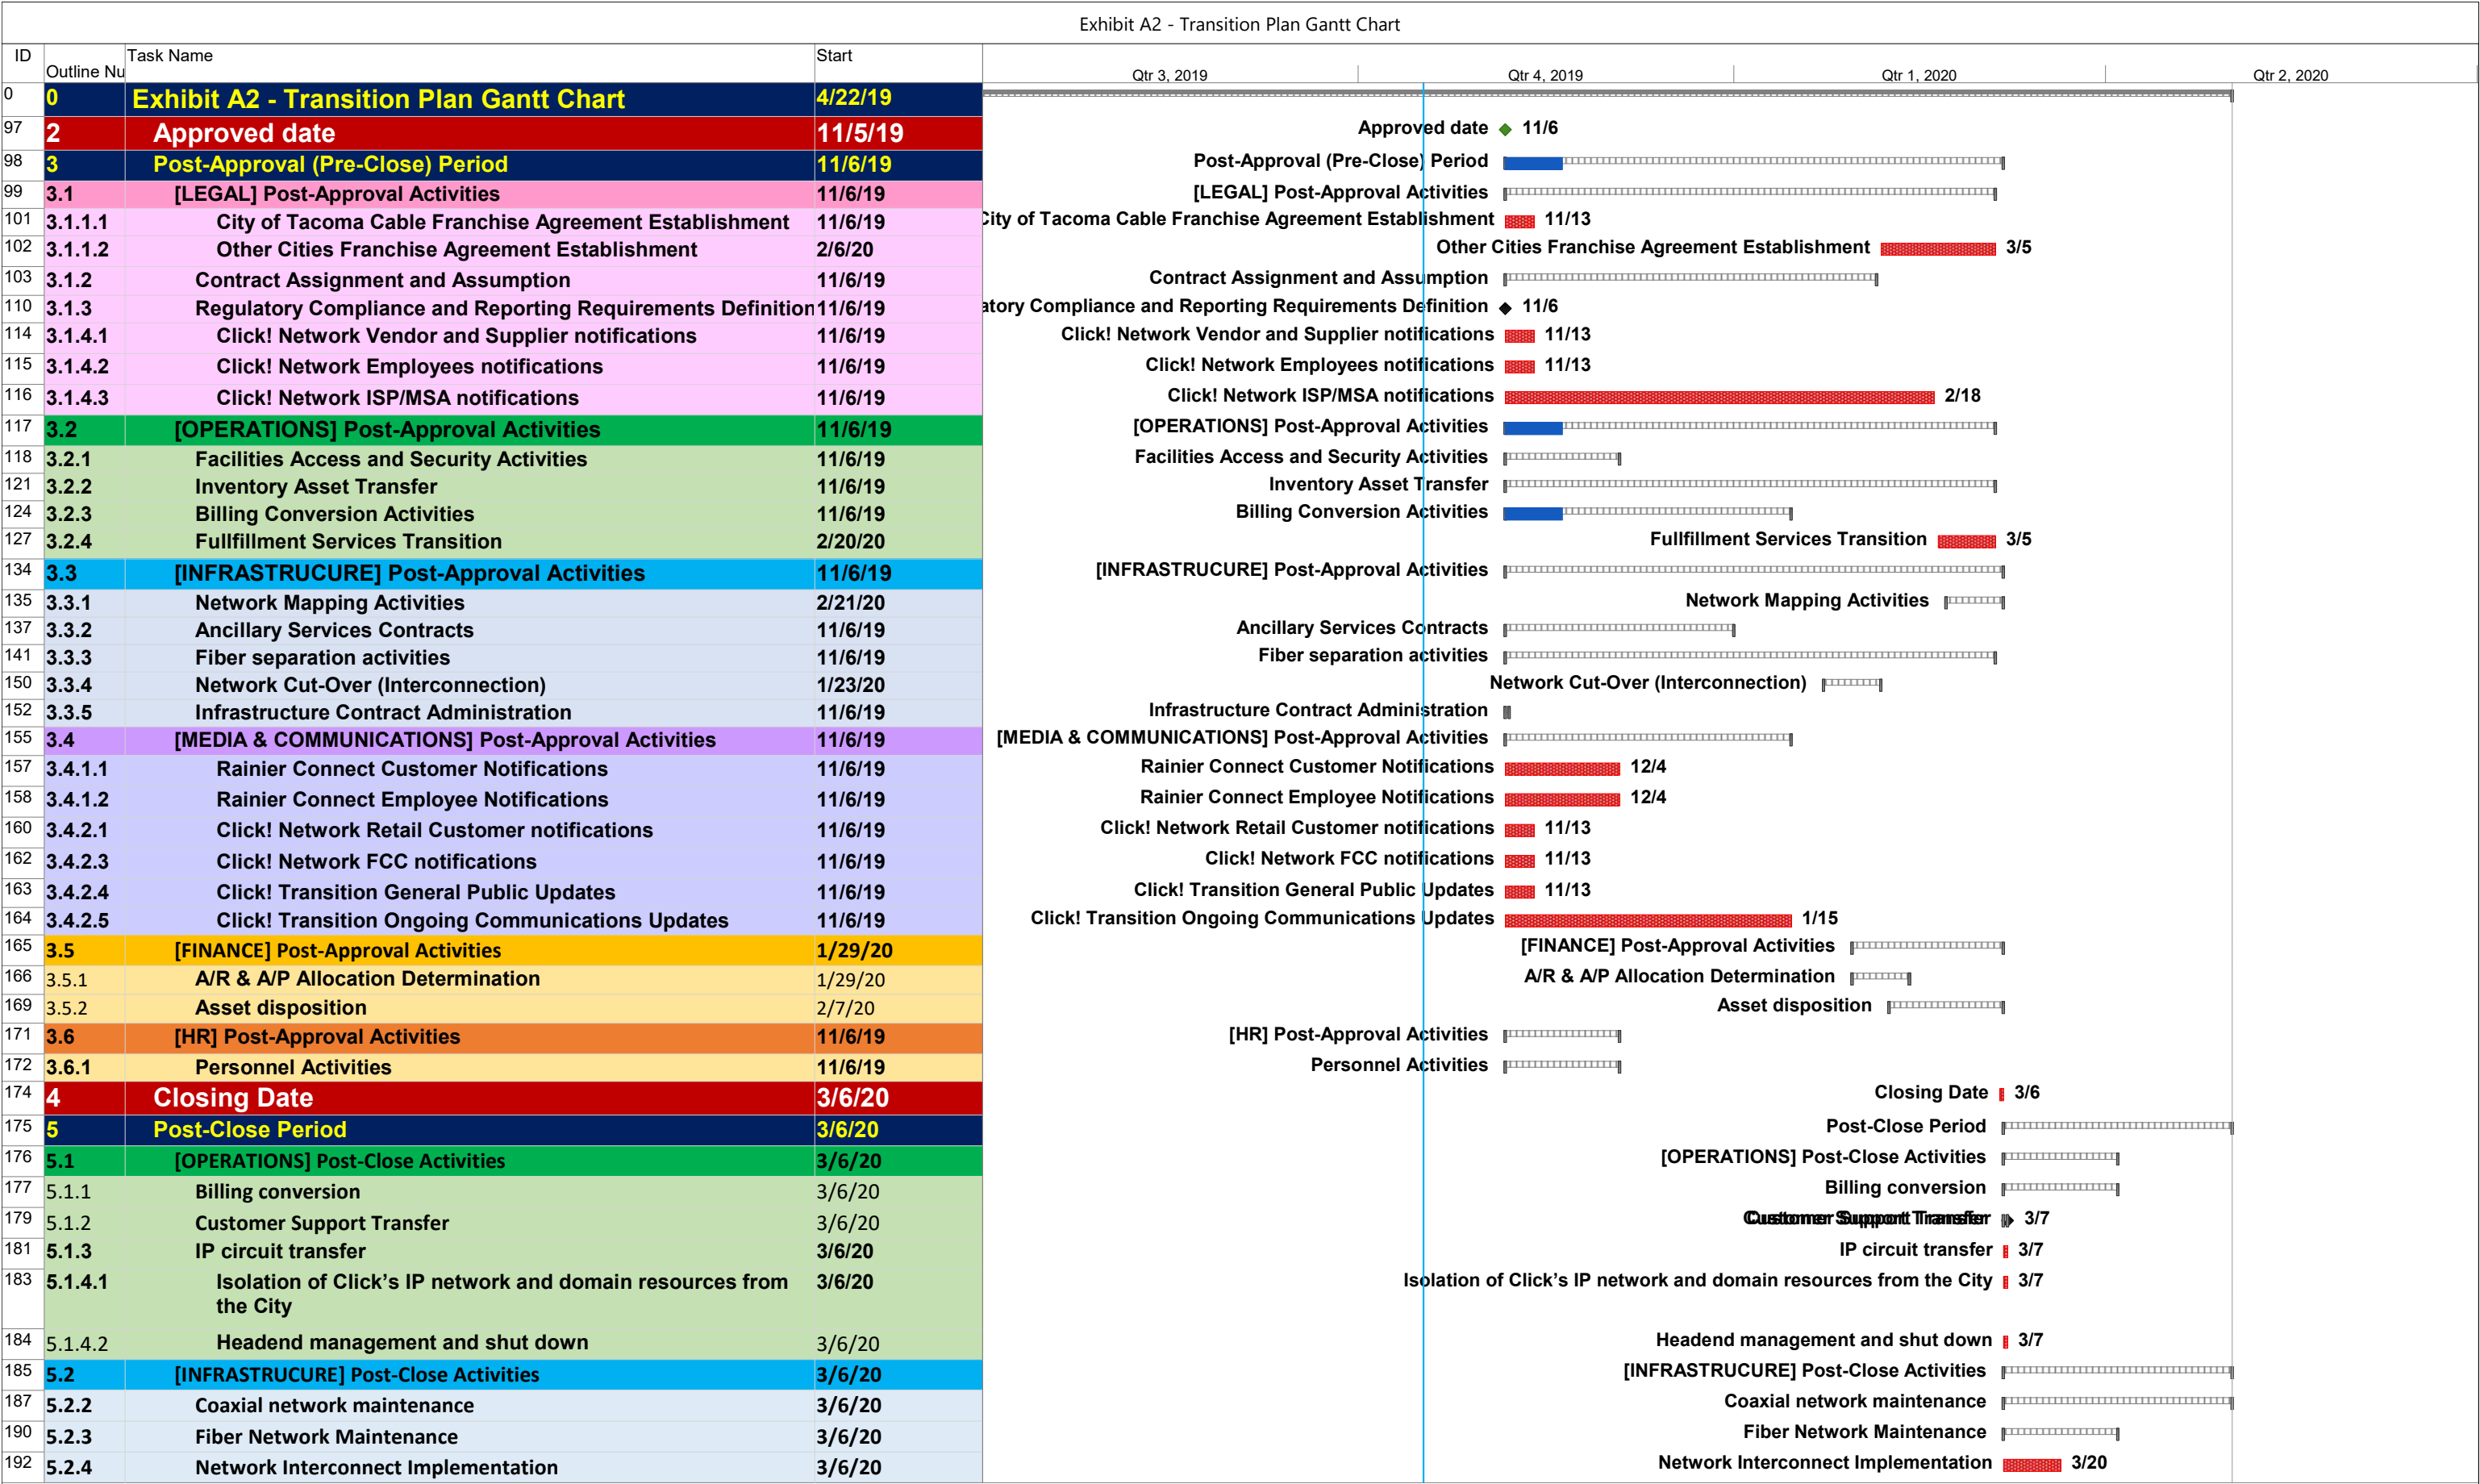 Exhibit A2 - Transition Plan Gantt Chart
ID Outline Nu Task Name Start Qtr 3, 2019 Qtr 4, 2019 Qtr 1, 2020 Qtr 2, 2020
0 0 Exhibit A2 - Transition Plan Gantt Chart 4/22/19
97 2 Approved date 11/5/19 Approved date 11/6
98 3 Post-Approval (Pre-Close) Period 11/6/19 Post-Approval (Pre-Close) Period
99 3.1 [LEGAL] Post-Approval Activities 11/6/19 [LEGAL] Post-Approval Activities
101 3.1.1.1 City of Tacoma Cable Franchise Agreement Establishment 11/6/19 City of Tacoma Cable Franchise Agreement Establishment 11/13
102 3.1.1.2 Other Cities Franchise Agreement Establishment 2/6/20 Other Cities Franchise Agreement Establishment 3/5
103 3.1.2 Contract Assignment and Assumption 11/6/19 Contract Assignment and Assumption
110 3.1.3 Regulatory Compliance and Reporting Requirements Definition 11/6/19 atory Compliance and Reporting Requirements Definition 11/6
114 3.1.4.1 Click! Network Vendor and Supplier notifications 11/6/19 Click! Network Vendor and Supplier notifications 11/13
115 3.1.4.2 Click! Network Employees notifications 11/6/19 Click! Network Employees notifications 11/13
116 3.1.4.3 Click! Network ISP/MSA notifications 11/6/19 Click! Network ISP/MSA notifications 2/18
117 3.2 [OPERATIONS] Post-Approval Activities 11/6/19 [OPERATIONS] Post-Approval Activities
118 3.2.1 Facilities Access and Security Activities 11/6/19 Facilities Access and Security Activities
121 3.2.2 Inventory Asset Transfer 11/6/19 Inventory Asset Transfer
124 3.2.3 Billing Conversion Activities 11/6/19 Billing Conversion Activities
127 3.2.4 Fullfillment Services Transition 2/20/20 Fullfillment Services Transition 3/5
134 3.3 [INFRASTRUCURE] Post-Approval Activities 11/6/19 [INFRASTRUCURE] Post-Approval Activities
135 3.3.1 Network Mapping Activities 2/21/20 Network Mapping Activities
137 3.3.2 Ancillary Services Contracts 11/6/19 Ancillary Services Contracts
141 3.3.3 Fiber separation activities 11/6/19 Fiber separation activities
150 3.3.4 Network Cut-Over (Interconnection) 1/23/20 Network Cut-Over (Interconnection)
152 3.3.5 Infrastructure Contract Administration 11/6/19 Infrastructure Contract Administration
155 3.4 [MEDIA & COMMUNICATIONS] Post-Approval Activities 11/6/19 [MEDIA & COMMUNICATIONS] Post-Approval Activities
157 3.4.1.1 Rainier Connect Customer Notifications 11/6/19 Rainier Connect Customer Notifications 12/4
158 3.4.1.2 Rainier Connect Employee Notifications 11/6/19 Rainier Connect Employee Notifications 12/4
160 3.4.2.1 Click! Network Retail Customer notifications 11/6/19 Click! Network Retail Customer notifications 11/13
162 3.4.2.3 Click! Network FCC notifications 11/6/19 Click! Network FCC notifications 11/13
163 3.4.2.4 Click! Transition General Public Updates 11/6/19 Click! Transition General Public Updates 11/13
164 3.4.2.5 Click! Transition Ongoing Communications Updates 11/6/19 Click! Transition Ongoing Communications Updates 1/15
165 3.5 [FINANCE] Post-Approval Activities 1/29/20 [FINANCE] Post-Approval Activities
166 3.5.1 A/R & A/P Allocation Determination 1/29/20 A/R & A/P Allocation Determination
169 3.5.2 Asset disposition 2/7/20 Asset disposition
171 3.6 [HR] Post-Approval Activities 11/6/19 [HR] Post-Approval Activities
172 3.6.1 Personnel Activities 11/6/19 Personnel Activities
174 4 Closing Date 3/6/20 Closing Date 3/6
175 5 Post-Close Period 3/6/20 Post-Close Period
176 5.1 [OPERATIONS] Post-Close Activities 3/6/20 [OPERATIONS] Post-Close Activities
177 5.1.1 Billing conversion 3/6/20 Billing conversion
179 5.1.2 Customer Support Transfer 3/6/20 Customer Support Transfer 3/7
181 5.1.3 IP circuit transfer 3/6/20 IP circuit transfer 3/7
183 5.1.4.1 Isolation of Click’s IP network and domain resources from 3/6/20 Isolation of Click’s IP network and domain resources from the City 3/7
the City
184 5.1.4.2 Headend management and shut down 3/6/20 Headend management and shut down 3/7
185 5.2 [INFRASTRUCURE] Post-Close Activities 3/6/20 [INFRASTRUCURE] Post-Close Activities
187 5.2.2 Coaxial network maintenance 3/6/20 Coaxial network maintenance
190 5.2.3 Fiber Network Maintenance 3/6/20 Fiber Network Maintenance
192 5.2.4 Network Interconnect Implementation 3/6/20 Network Interconnect Implementation 3/20